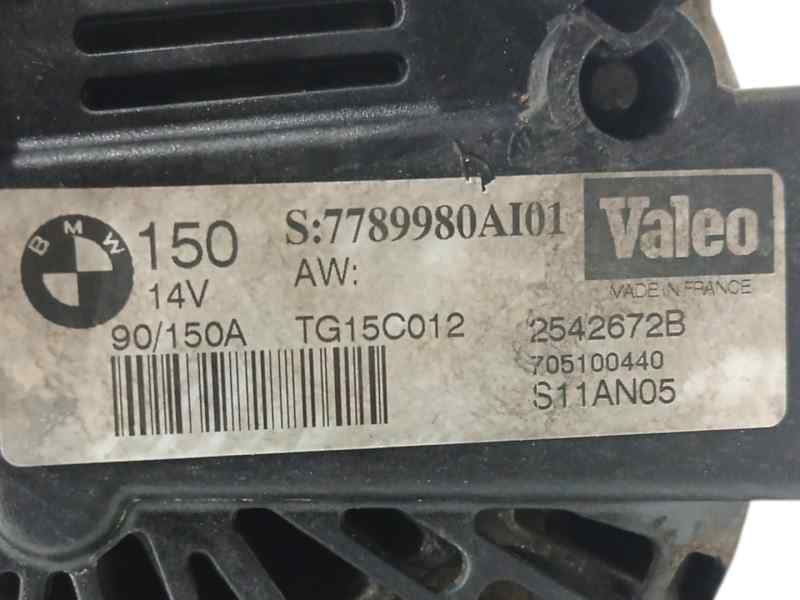 BMW
150
S:7789980AI01
Valeo
14V
AW:
MADE IN FRANCE
90/150A
TG15C012
2542672B
705100440
S11AN05